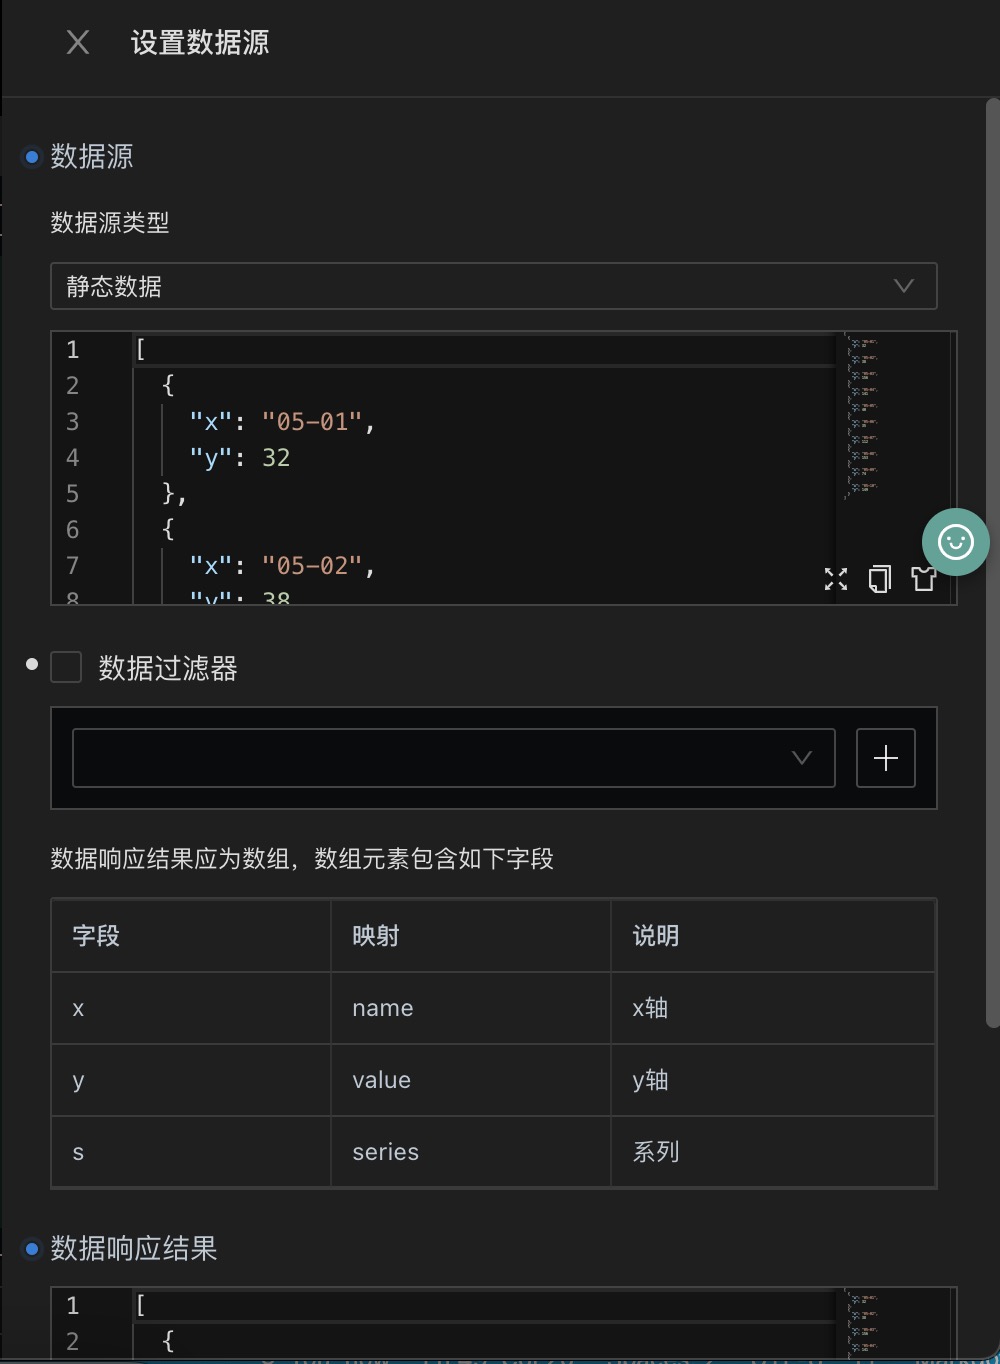 设置数据源
数据源
数据源类型
静态数据
1 [
2 {
3 "x": "05-01",
4 "y": 32
5 },
6 {
7 "x": "05-02",
8 "y": 38
数据过滤器
数据响应结果应为数组，数组元素包含如下字段
字段 映射 说明
x name x轴
y value y轴
s series 系列
数据响应结果
1 [
2 {